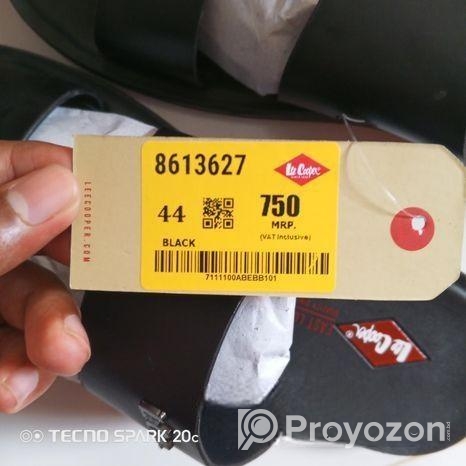 8613627
Lee Cooper
44
750
MRP.
BLACK
(VAT Inclusive)
7111100ABEBB101
LEECOOPER.COM
Lee Cooper
TECNO SPARK 20c
Proyozon